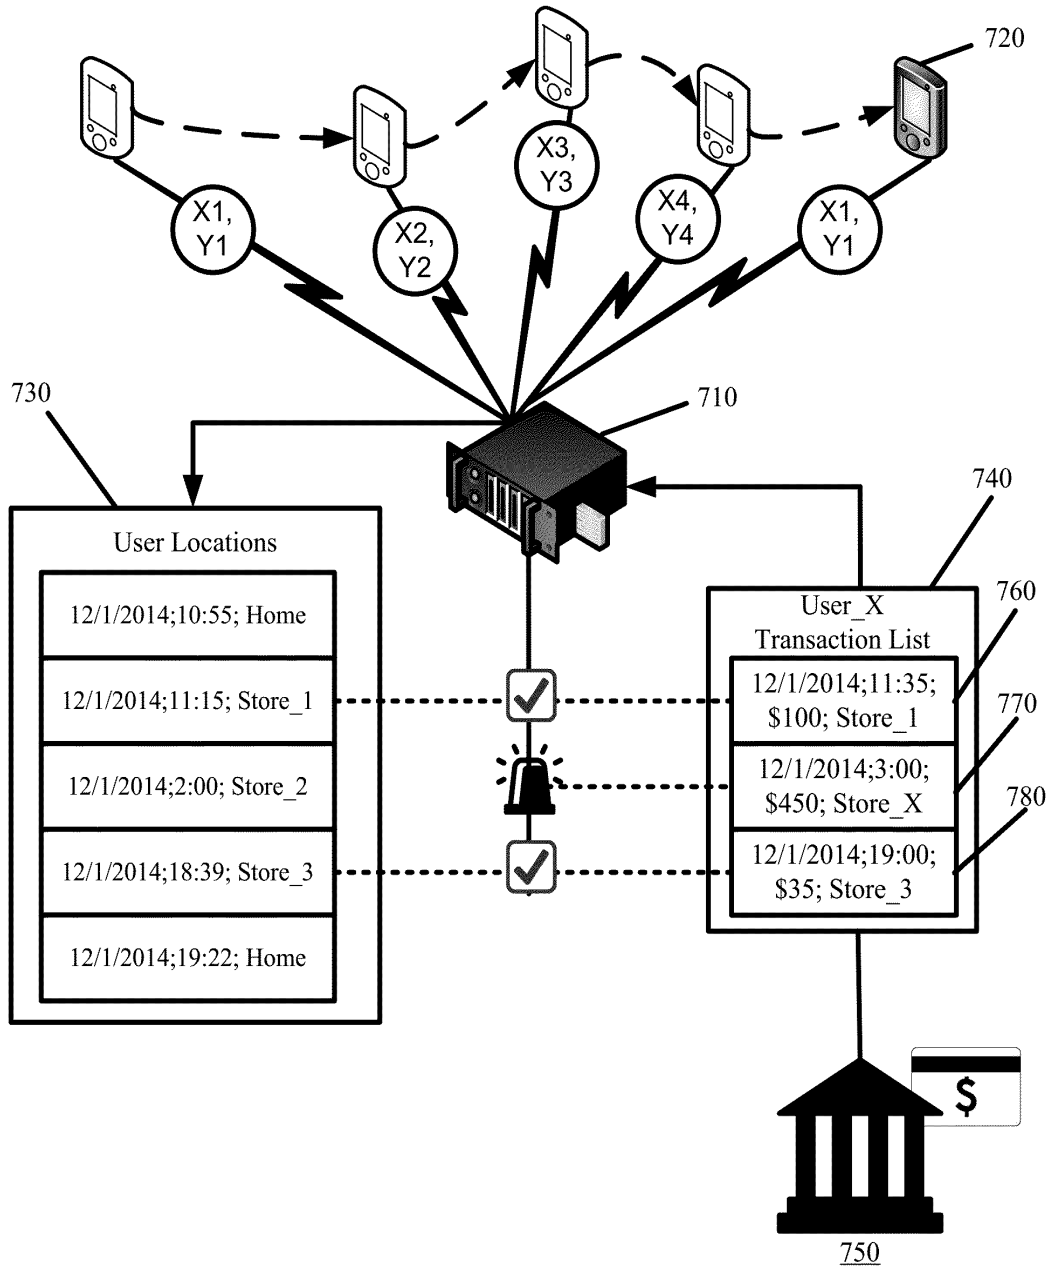 720
X1,
Y1
X2,
Y2
X3,
Y3
X4,
Y4
X1,
Y1
730
710
740
User Locations
12/1/2014;10:55; Home
12/1/2014;11:15; Store_1
12/1/2014;2:00; Store_2
12/1/2014;18:39; Store_3
12/1/2014;19:22; Home
User_X
Transaction List
760
12/1/2014;11:35;
$100; Store_1
770
12/1/2014;3:00;
$450; Store_X
780
12/1/2014;19:00;
$35; Store_3
$
750